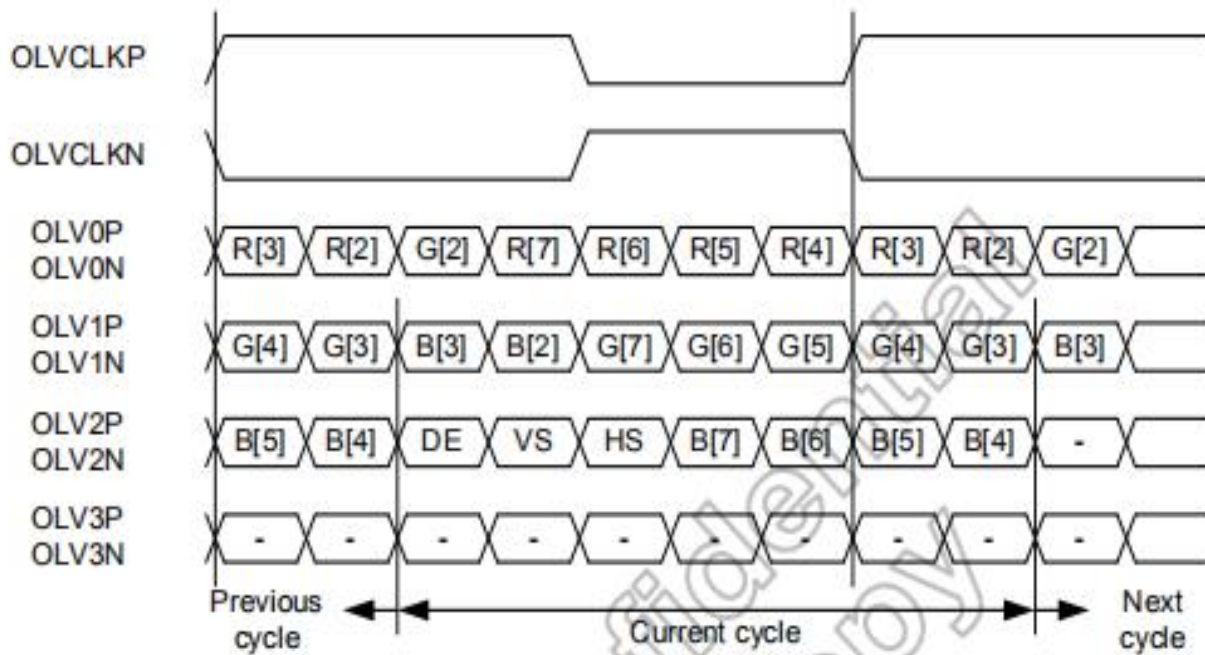 OLVCLKP
OLVCLKN
OLV0P
OLV0N
R[3] R[2] G[2] R[7] R[6] R[5] R[4] R[3] R[2] G[2]
OLV1P
OLV1N
G[4] G[3] B[3] B[2] G[7] G[6] G[5] G[4] G[3] B[3]
OLV2P
OLV2N
B[5] B[4] DE VS HS B[7] B[6] B[5] B[4] -
OLV3P
OLV3N
- - - - - - - - - -
Previous
cycle
Current cycle
Next
cycle